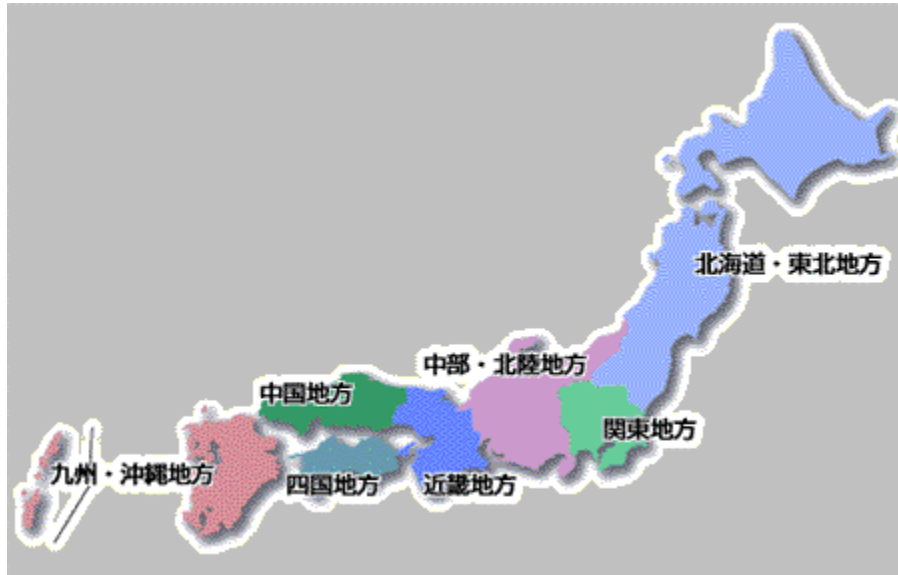 北海道・東北地方
中部・北陸地方
中国地方
関東地方
九州・沖縄地方
四国地方
近畿地方